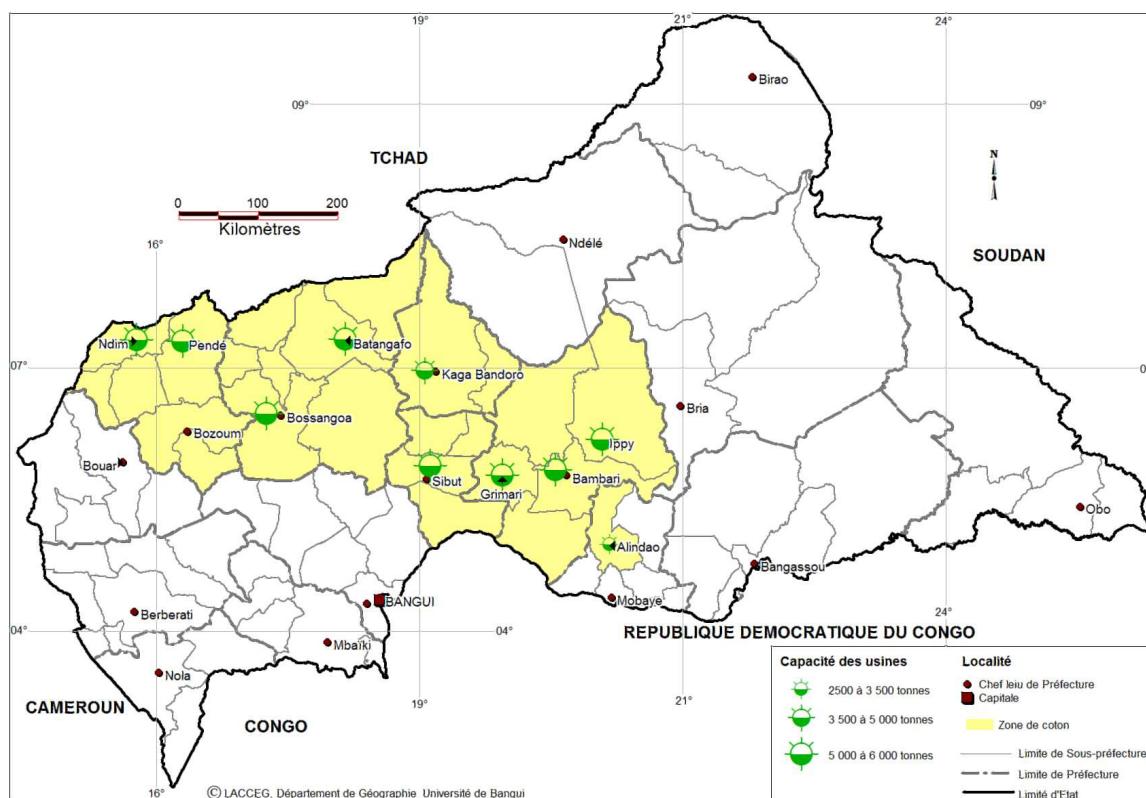 19°
21°
24°
Birao
09°
09°
TCHAD
N
0 100 200
Kilomètres
16°
Ndélé
SOUDAN
Ndim
Pendé
Batangafo
07°
Kaga Bandoro
0
Bossangoa
Bria
Bozoum
Ippy
Bouar
Sibut
Bambari
Grimari
Obo
Alindao
Bangassou
BANGUI
Mobaye
Berberati
24°
04°
04°
REPUBLIQUE DEMOCRATIQUE DU CONGO
Mbaïki
Nola
CAMEROUN
CONGO
19°
21°
16°
Capacité des usines
2500 à 3 500 tonnes
3 500 à 5 000 tonnes
5 000 à 6 000 tonnes
Localité
Chef leiu de Préfecture
Capitale
Zone de coton
Limite de Sous-préfecture
Limite de Préfecture
Limité d'Etat
© LACCEG, Département de Géographie Université de Bangui